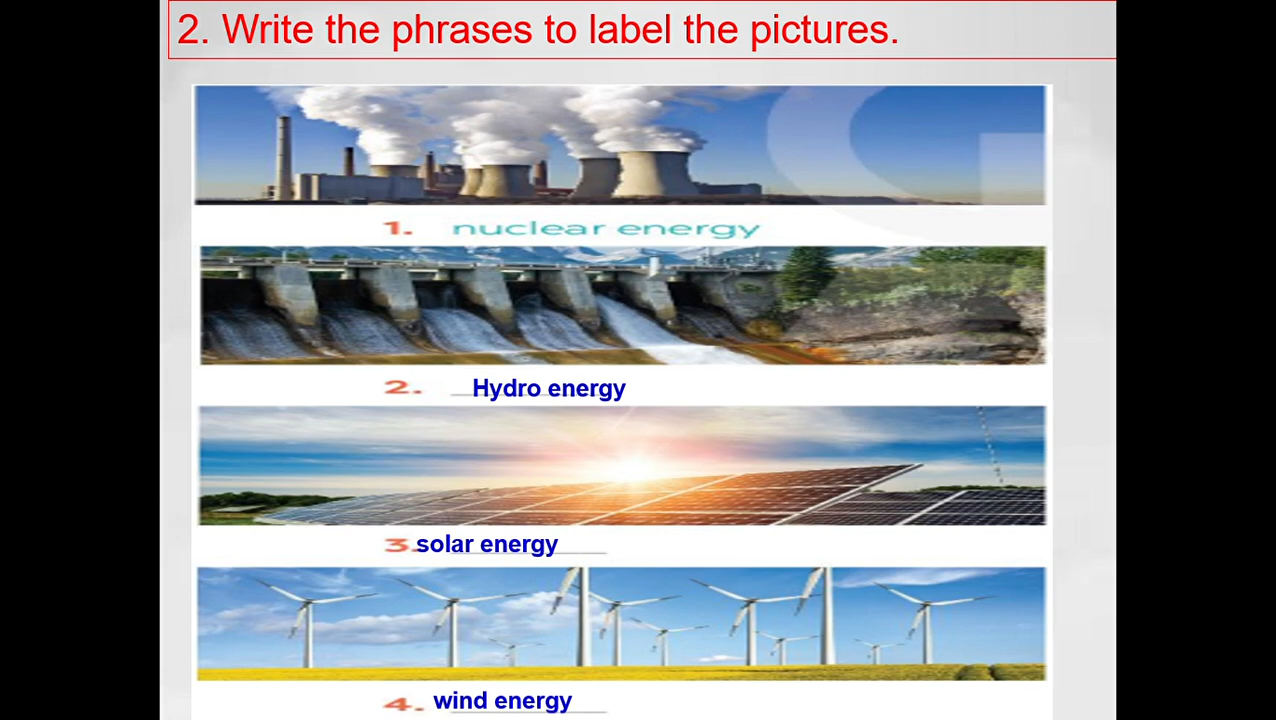 2. Write the phrases to label the pictures.
1. nuclear energy
2. Hydro energy
3. solar energy
4. wind energy